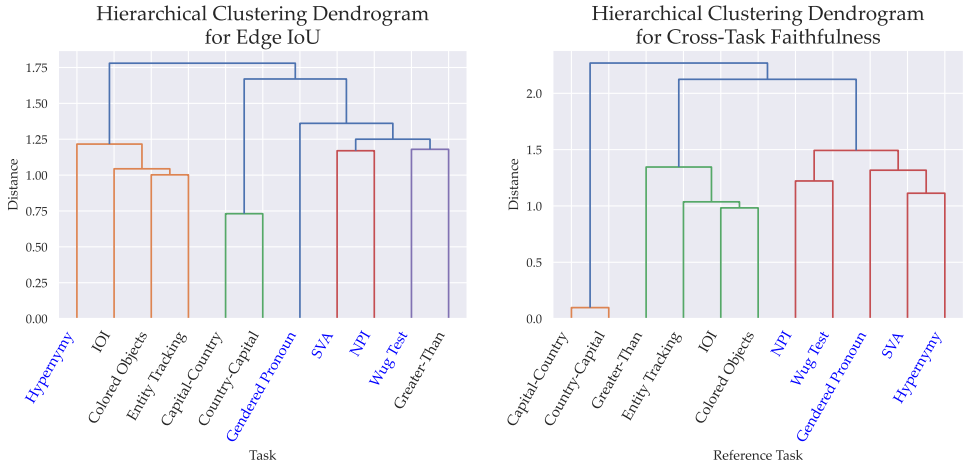 Hierarchical Clustering Dendrogram
for Edge IoU
Distance
1.75
1.50
1.25
1.00
0.75
0.50
0.25
0.00
Hypernymy
IOI
Colored Objects
Entity Tracking
Capital-Country
Country-Capital
Gendered Pronoun
SVA
NPI
Wug Test
Greater-Than
Task
Hierarchical Clustering Dendrogram
for Cross-Task Faithfulness
Distance
2.0
1.5
1.0
0.5
0.0
Capital-Country
Country-Capital
Greater-Than
Entity Tracking
IOI
Colored Objects
NPI
Wug Test
Gendered Pronoun
SVA
Hypernymy
Reference Task